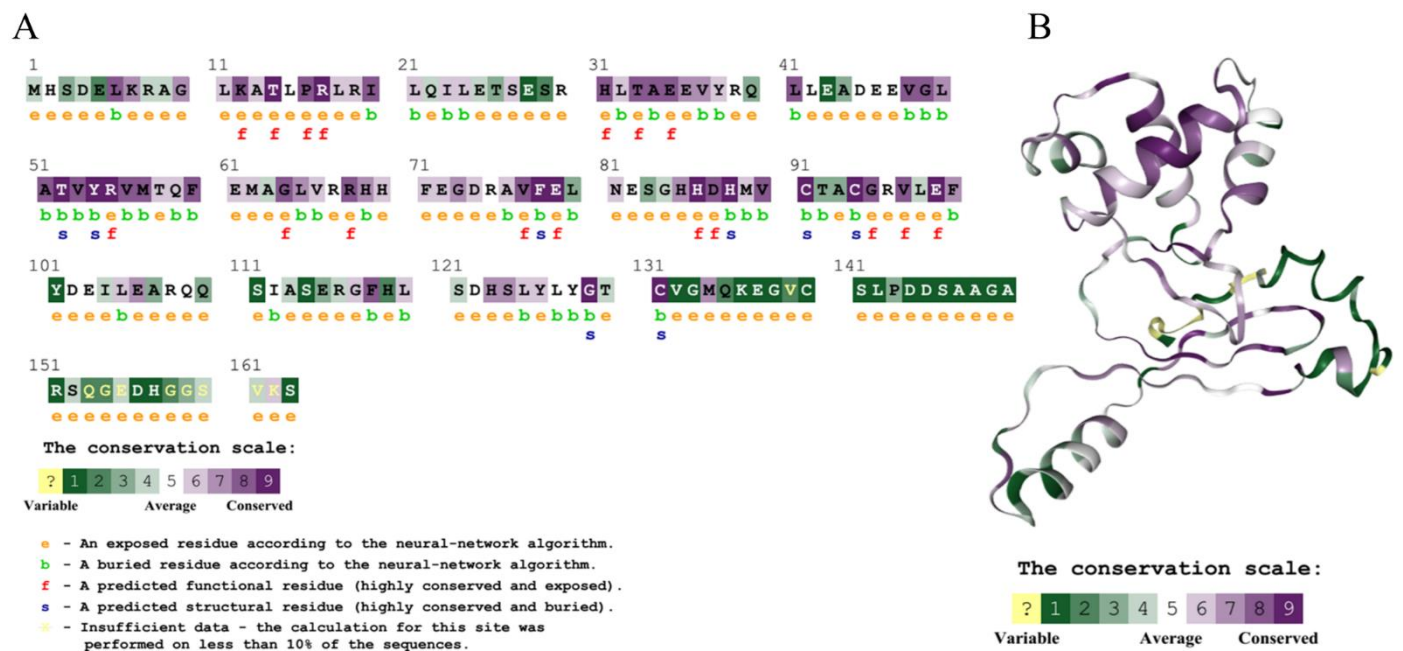 A
B
1 11 21 31 41
MHSDELKRAG LKATLPRLRI LQILETSESR HLTAEEVYRQ LLEADEEVGL
eeeeebeeee eeeeeeeeeb bebbeeeeee ebebeebbee beeeeeebbb
f f f f f f f
51 61 71 81 91
ATVYRVMTQF EMAGLVRRHH FEGDRAVFEL NESGHHDHMV CTACGRVLEF
bbbbebbebb eeeebbeebe eeeeebebeb eeeeeeebbb beebeeeeeb
s s f f f f s f f f s s s f f f
101 111 121 131 141
YDEILEARQQ SIASERGFHL SDHSLYLYGT CVGMQKEGVC SLPDDSAAGA
eeeebeeeee ebeeeeebeb eeeebebbbe beeeeeeeee eeeeeeeeee
s s
151 161
RSQGEDHGGS VKS
eeeeeeeeee eee
The conservation scale:
? 1 2 3 4 5 6 7 8 9
Variable Average Conserved
e - An exposed residue according to the neural-network algorithm.
b - A buried residue according to the neural-network algorithm.
f - A predicted functional residue (highly conserved and exposed).
s - A predicted structural residue (highly conserved and buried).
- Insufficient data - the calculation for this site was
performed on less than 10% of the sequences.
The conservation scale:
? 1 2 3 4 5 6 7 8 9
Variable Average Conserved